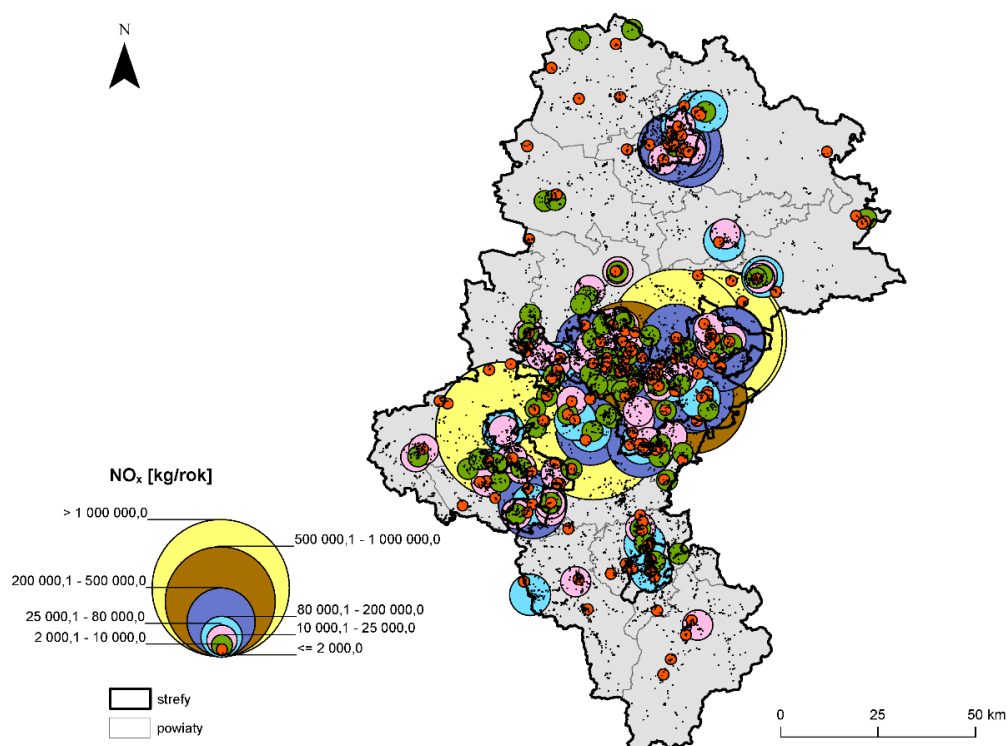 N
NOₓ [kg/rok]
> 1 000 000,0
500 000,1 - 1 000 000,0
200 000,1 - 500 000,0
80 000,1 - 200 000,0
25 000,1 - 80 000,0
10 000,1 - 25 000,0
2 000,1 - 10 000,0
<= 2 000,0
strefy
powiaty
0 25 50 km